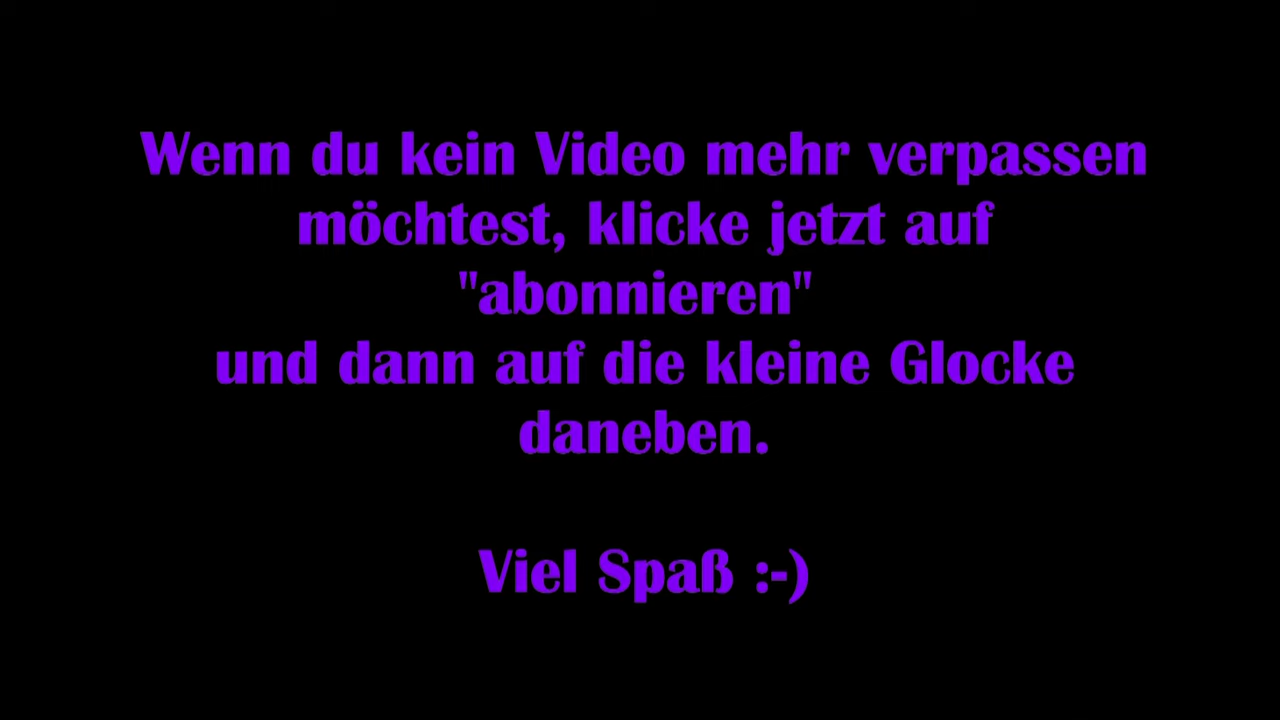 Wenn du kein Video mehr verpassen
möchtest, klicke jetzt auf
"abonnieren"
und dann auf die kleine Glocke
daneben.
Viel Spaß :-)